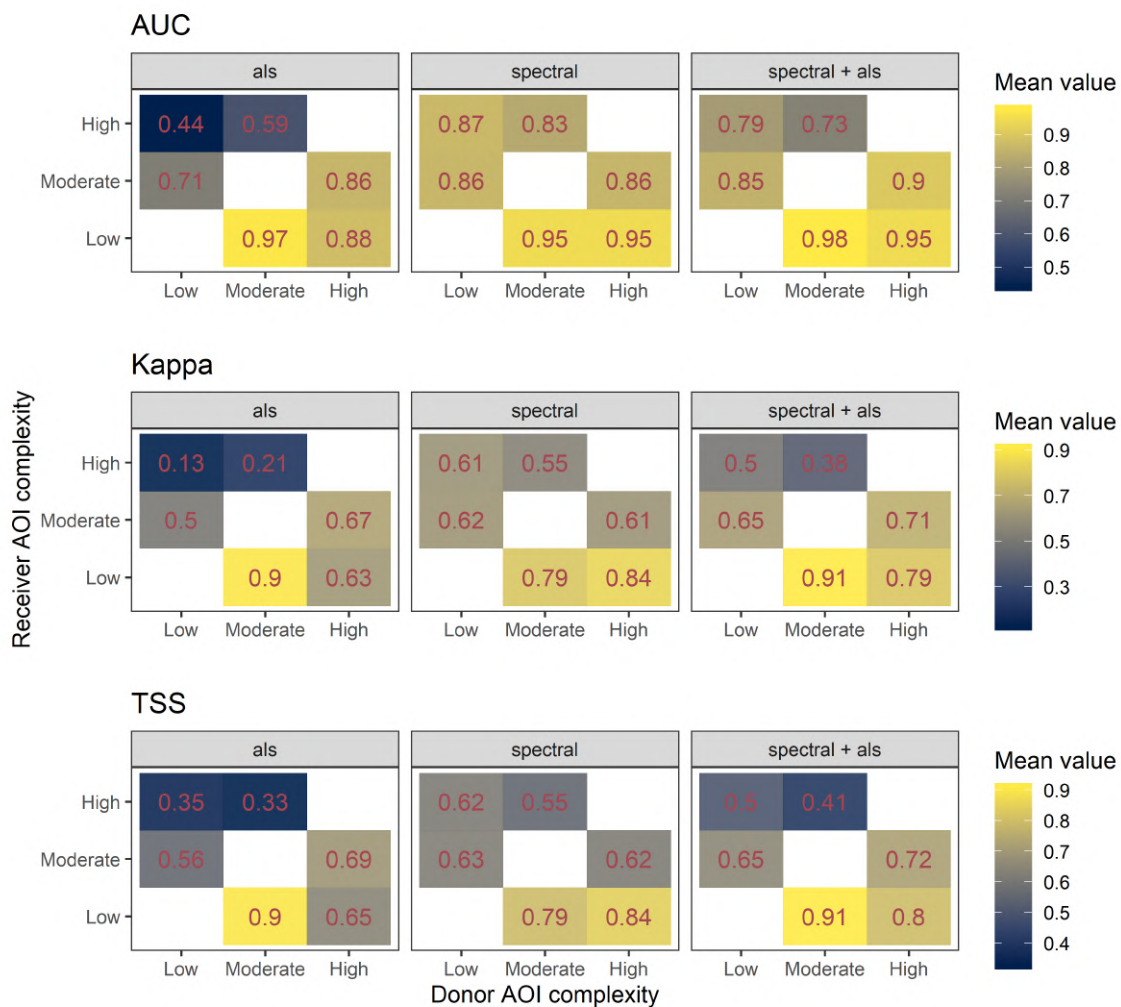 AUC
als spectral spectral + als
Mean value
High 0.44 0.59 0.87 0.83 0.79 0.73
Moderate 0.71 0.86 0.86 0.86 0.85 0.9
Low 0.97 0.88 0.95 0.95 0.98 0.95
0.9
0.8
0.7
0.6
0.5
Low Moderate High Low Moderate High Low Moderate High
Kappa
als spectral spectral + als
Mean value
High 0.13 0.21 0.61 0.55 0.5 0.38
Moderate 0.5 0.67 0.62 0.61 0.65 0.71
Low 0.9 0.63 0.79 0.84 0.91 0.79
0.9
0.7
0.5
0.3
Low Moderate High Low Moderate High Low Moderate High
Receiver AOI complexity
TSS
als spectral spectral + als
Mean value
High 0.35 0.33 0.62 0.55 0.5 0.41
Moderate 0.56 0.69 0.63 0.62 0.65 0.72
Low 0.9 0.65 0.79 0.84 0.91 0.8
0.9
0.8
0.7
0.6
0.5
0.4
Low Moderate High Low Moderate High Low Moderate High
Donor AOI complexity